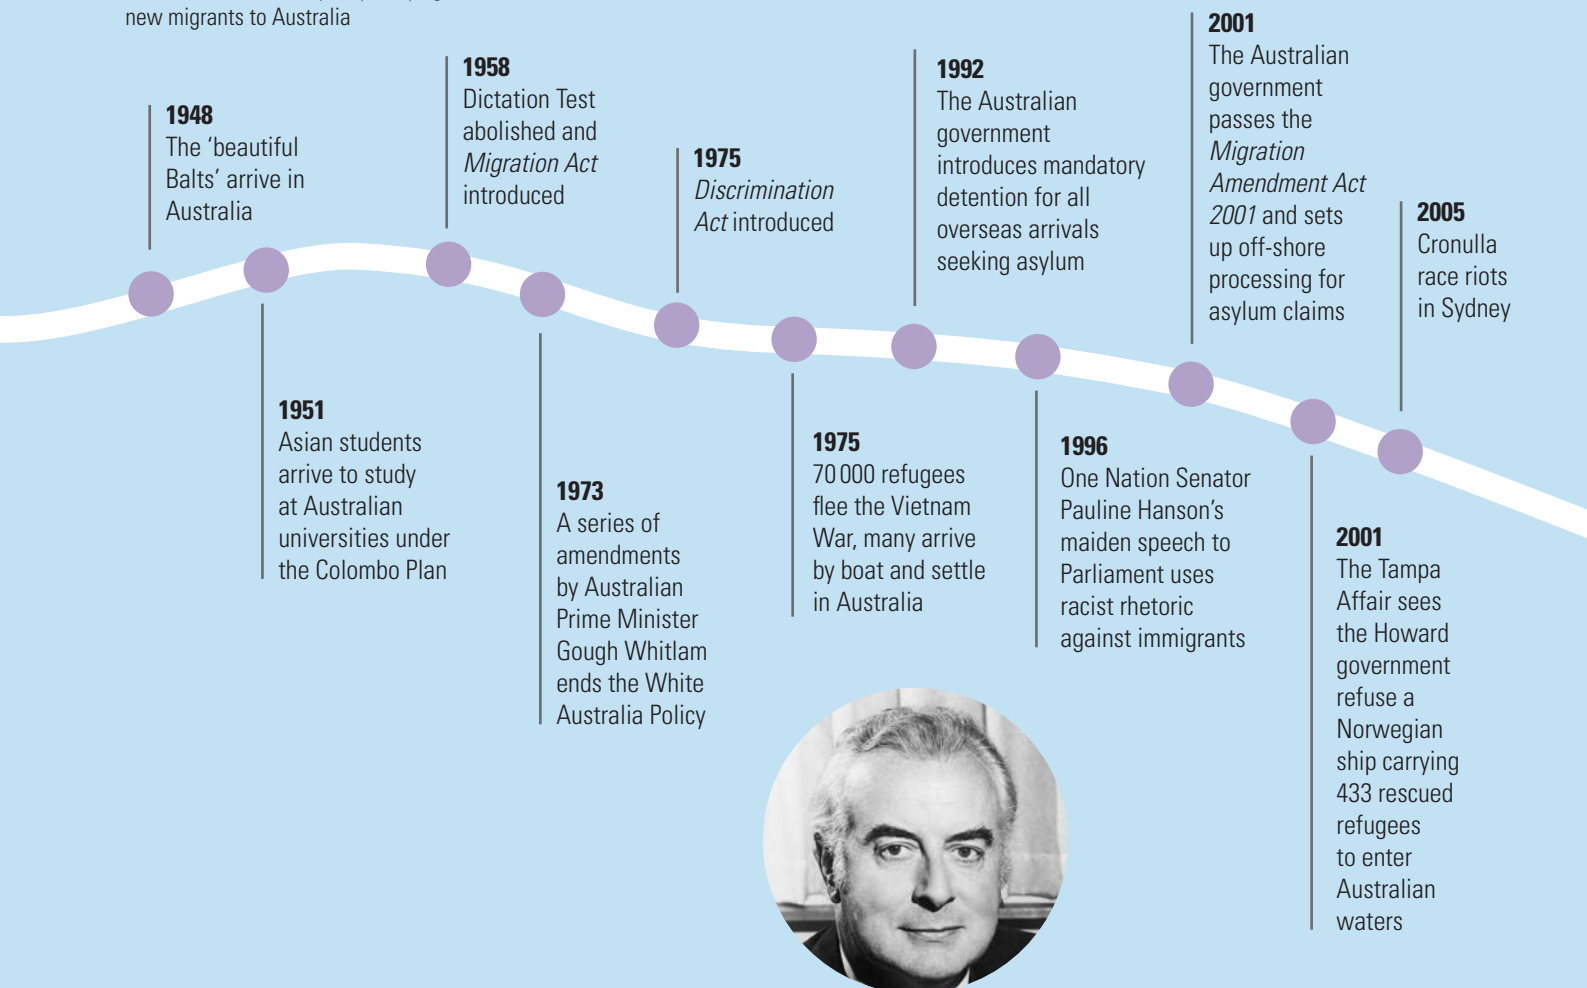 new migrants to Australia
1948
The ‘beautiful
Balts’ arrive in
Australia
1951
Asian students
arrive to study
at Australian
universities under
the Colombo Plan
1958
Dictation Test
abolished and
Migration Act
introduced
1973
A series of
amendments
by Australian
Prime Minister
Gough Whitlam
ends the White
Australia Policy
1975
Discrimination
Act introduced
1975
70 000 refugees
flee the Vietnam
War, many arrive
by boat and settle
in Australia
1992
The Australian
government
introduces mandatory
detention for all
overseas arrivals
seeking asylum
1996
One Nation Senator
Pauline Hanson’s
maiden speech to
Parliament uses
racist rhetoric
against immigrants
2001
The Australian
government
passes the
Migration
Amendment Act
2001 and sets
up off-shore
processing for
asylum claims
2001
The Tampa
Affair sees
the Howard
government
refuse a
Norwegian
ship carrying
433 rescued
refugees
to enter
Australian
waters
2005
Cronulla
race riots
in Sydney